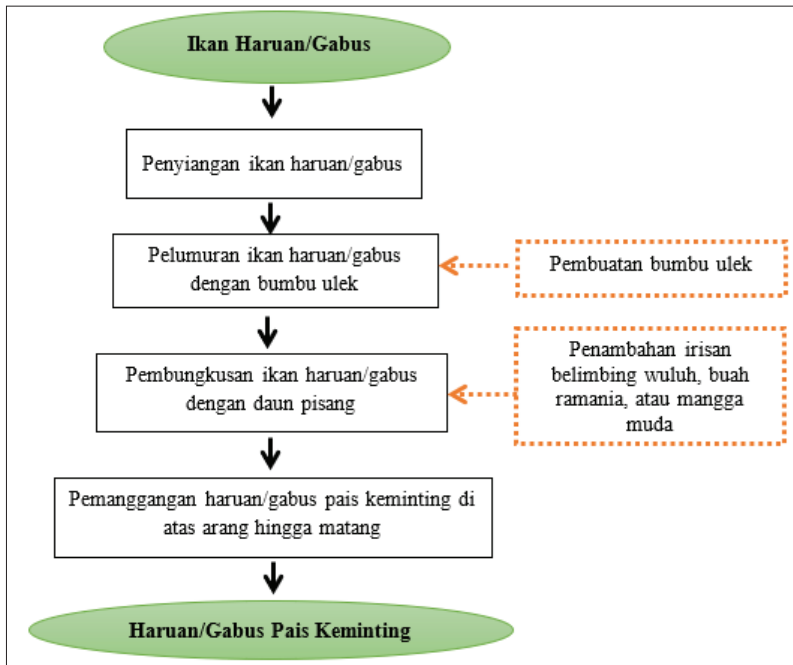 Ikan Haruan/Gabus
Penyiangan ikan haruan/gabus
Pelumuran ikan haruan/gabus
dengan bumbu ulek
Pembuatan bumbu ulek
Pembungkusan ikan haruan/gabus
dengan daun pisang
Penambahan irisan
belimbing wuluh, buah
ramania, atau mangga
muda
Pemanggangan haruan/gabus pais keminting di
atas arang hingga matang
Haruan/Gabus Pais Keminting